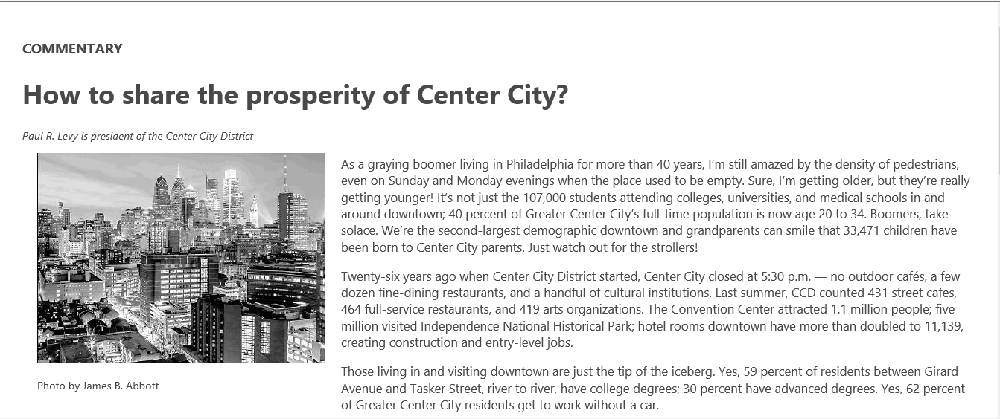 COMMENTARY
How to share the prosperity of Center City?
Paul R. Levy is president of the Center City District
As a graying boomer living in Philadelphia for more than 40 years, I’m still amazed by the density of pedestrians,
even on Sunday and Monday evenings when the place used to be empty. Sure, I’m getting older, but they’re really
getting younger! It’s not just the 107,000 students attending colleges, universities, and medical schools in and
around downtown; 40 percent of Greater Center City’s full-time population is now age 20 to 34. Boomers, take
solace. We’re the second-largest demographic downtown and grandparents can smile that 33,471 children have
been born to Center City parents. Just watch out for the strollers!
Twenty-six years ago when Center City District started, Center City closed at 5:30 p.m. — no outdoor cafés, a few
dozen fine-dining restaurants, and a handful of cultural institutions. Last summer, CCD counted 431 street cafes,
464 full-service restaurants, and 419 arts organizations. The Convention Center attracted 1.1 million people; five
million visited Independence National Historical Park; hotel rooms downtown have more than doubled to 11,139,
creating construction and entry-level jobs.
Those living in and visiting downtown are just the tip of the iceberg. Yes, 59 percent of residents between Girard
Avenue and Tasker Street, river to river, have college degrees; 30 percent have advanced degrees. Yes, 62 percent
of Greater Center City residents get to work without a car.
Photo by James B. Abbott